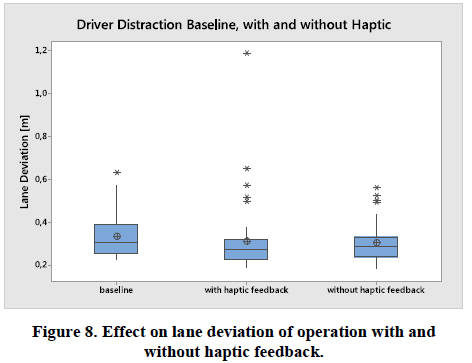 Driver Distraction Baseline, with and without Haptic
Lane Deviation [m]
1,2
1,0
0,8
0,6
0,4
0,2
baseline
with haptic feedback
without haptic feedback
Figure 8. Effect on lane deviation of operation with and
without haptic feedback.